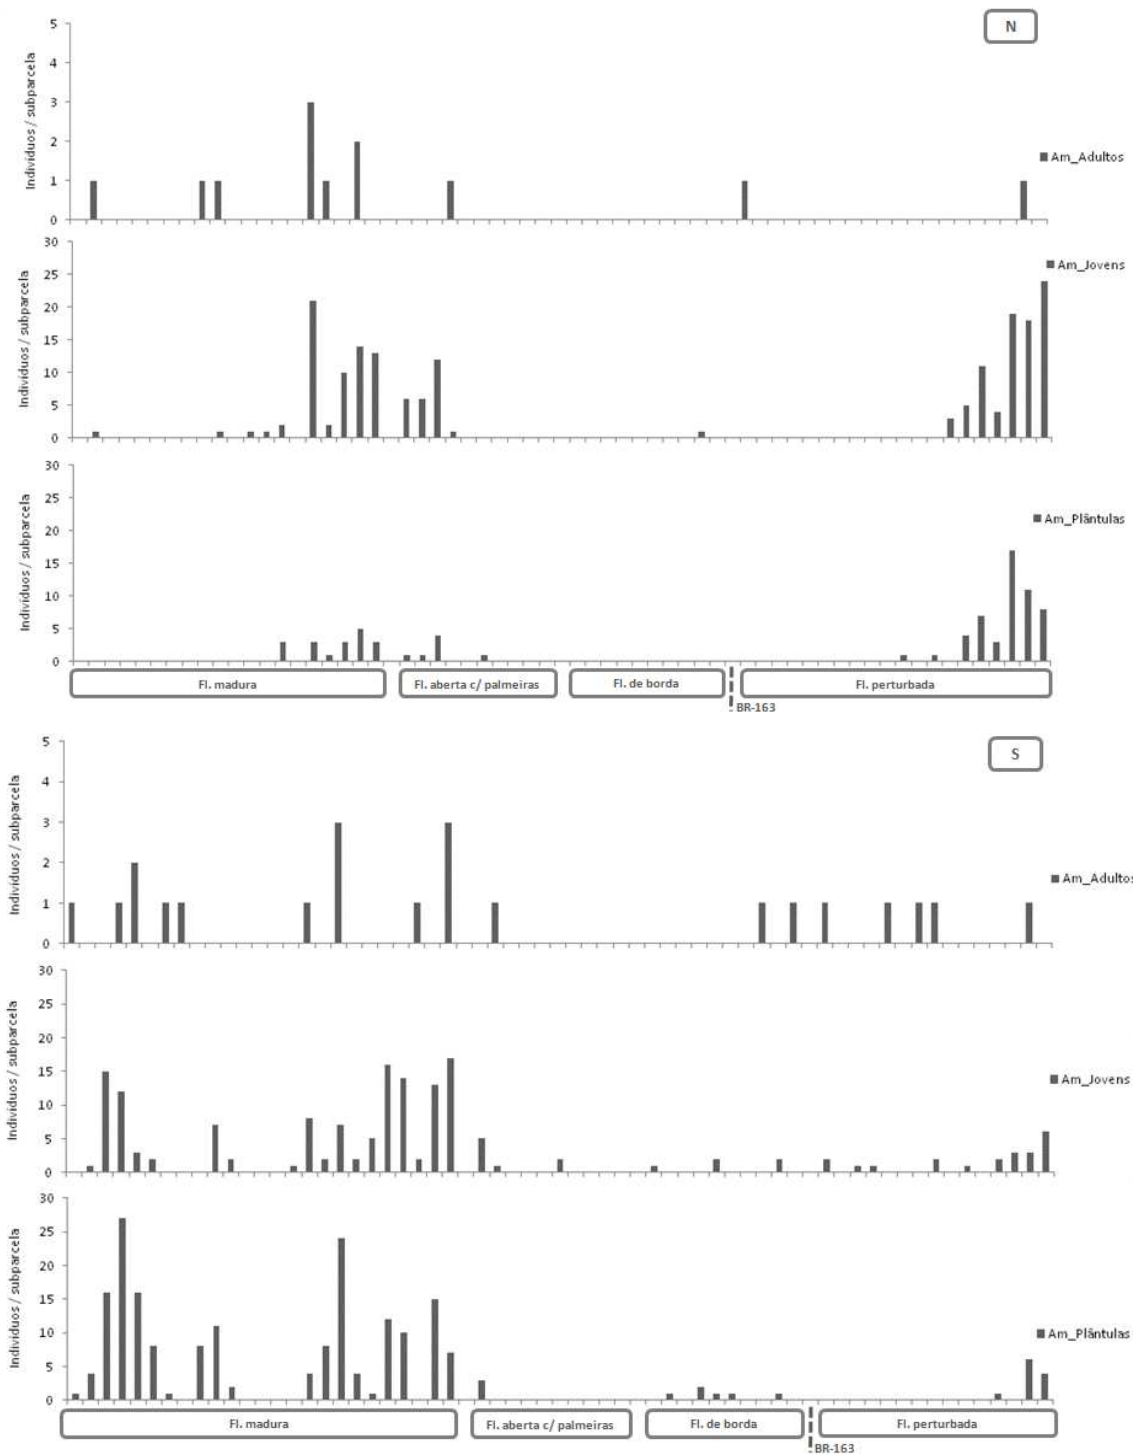 N
Indivíduos / subparcela
5
4
3
2
1
0
Am_Adultos
Indivíduos / subparcela
30
25
20
15
10
5
0
Am_Jovens
Indivíduos / subparcela
30
25
20
15
10
5
0
Am_Plântulas
Fl. madura
Fl. aberta c/ palmeiras
Fl. de borda
Fl. perturbada
BR-163
S
Indivíduos / subparcela
5
4
3
2
1
0
Am_Adultos
Indivíduos / subparcela
30
25
20
15
10
5
0
Am_Jovens
Indivíduos / subparcela
30
25
20
15
10
5
0
Am_Plântulas
Fl. madura
Fl. aberta c/ palmeiras
Fl. de borda
Fl. perturbada
BR-163